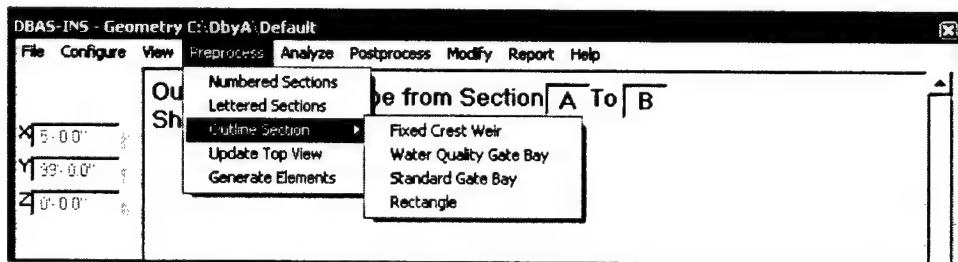 DBAS-INS - Geometry C:\DbyA\Default
File Configure View Preprocess Analyze Postprocess Modify Report Help
Numbered Sections
Lettered Sections
Outline Section
Update Top View
Generate Elements
Fixed Crest Weir
Water Quality Gate Bay
Standard Gate Bay
Rectangle
Ou pe from Section A To B
Sh
X 5'-0.0"
Y 99'-0.0"
Z 0'-0.0"